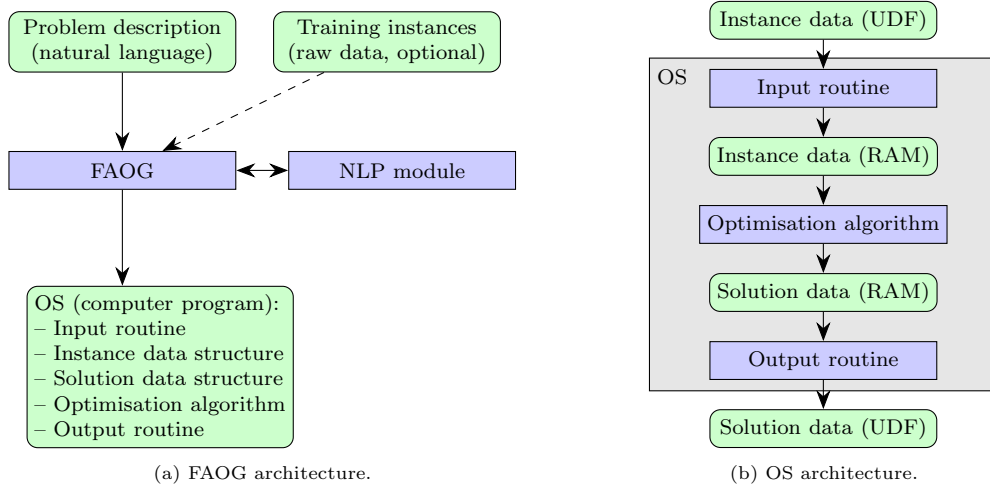 Problem description
(natural language)
Training instances
(raw data, optional)
FAOG
NLP module
OS (computer program):
– Input routine
– Instance data structure
– Solution data structure
– Optimisation algorithm
– Output routine
(a) FAOG architecture.
Instance data (UDF)
OS
Input routine
Instance data (RAM)
Optimisation algorithm
Solution data (RAM)
Output routine
Solution data (UDF)
(b) OS architecture.